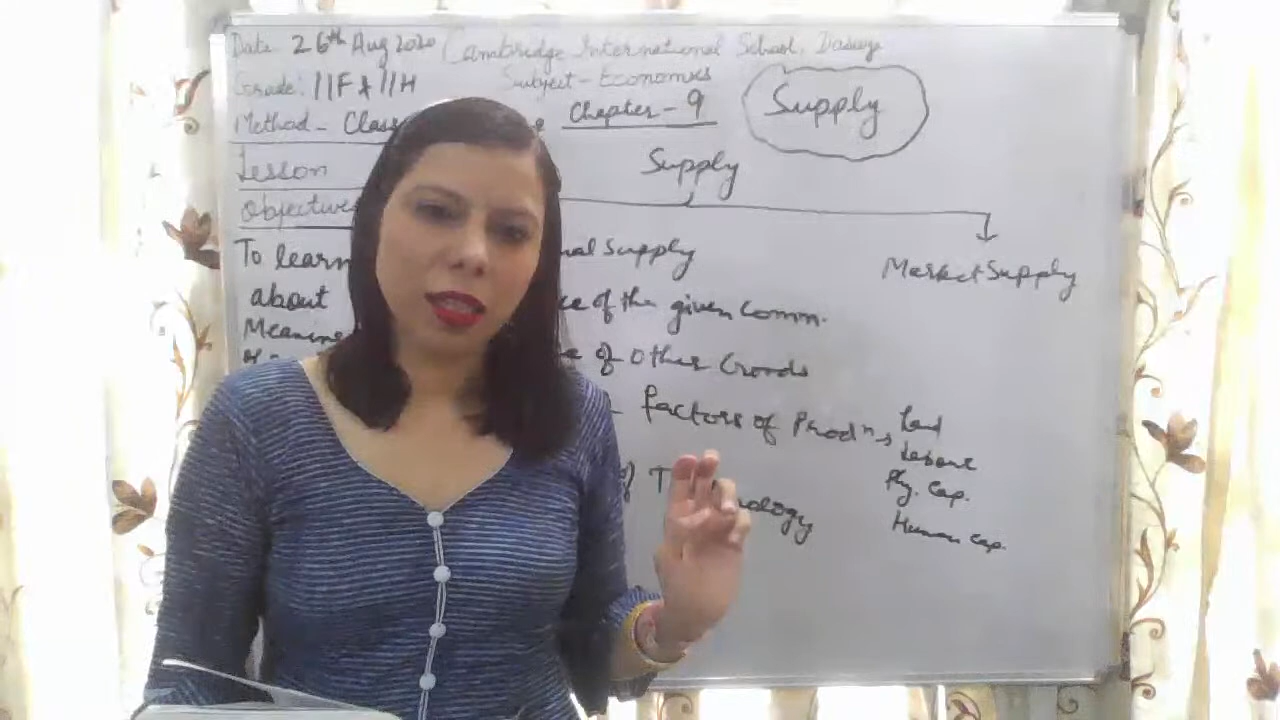 Date: 26th Aug 2020 Cambridge International School, Dasuya
Grade: 11F & 11H Subject - Economics
Method - Class Chapter - 9 Supply
Lesson Supply
Objective
To learn Supply Market Supply
about of the given Comm.
Meaning
of Other Goods
factors of Prodn → Land
Labour
Phy. Cap.
of
Human Cap.